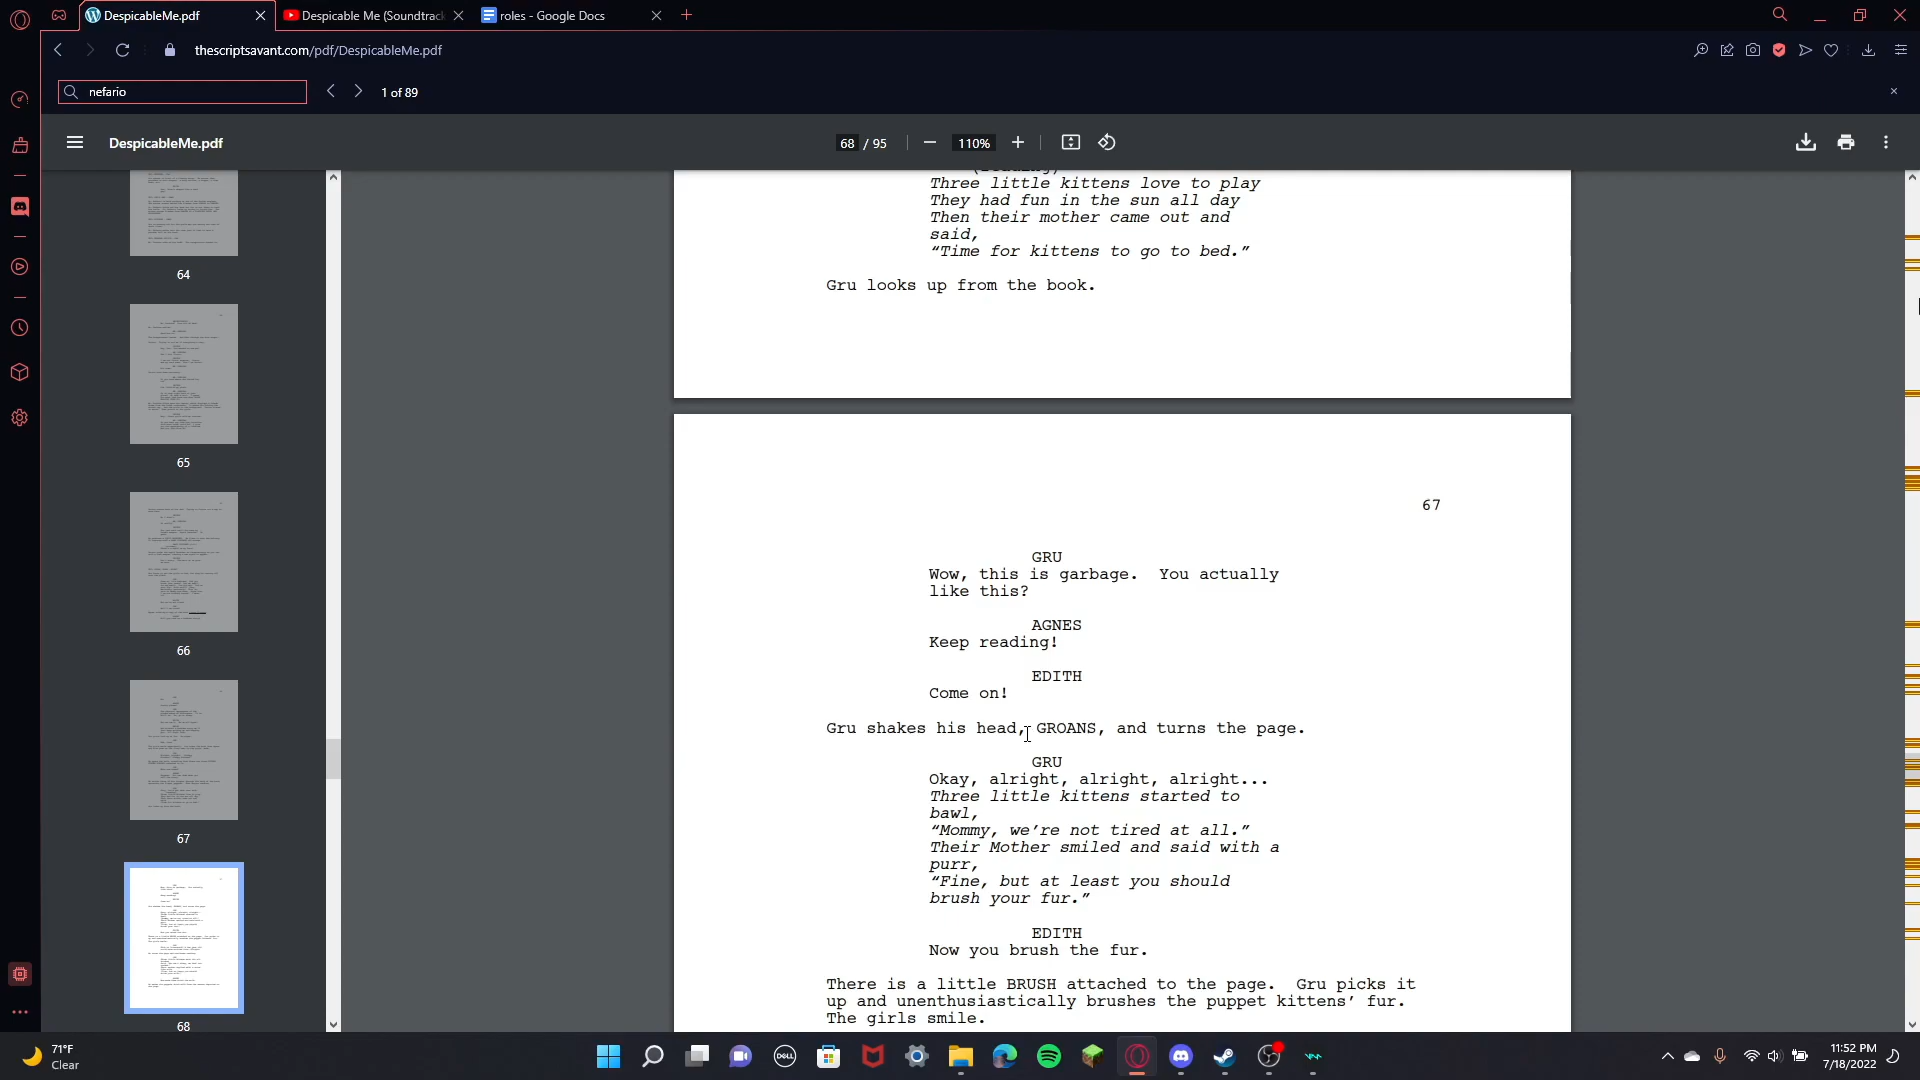 DespicableMe.pdf
Despicable Me (Soundtrack
roles - Google Docs
thescriptsavant.com/pdf/DespicableMe.pdf
nefario
1 of 89
DespicableMe.pdf
68 / 95
110%
64
65
66
67
68
Three little kittens love to play
They had fun in the sun all day
Then their mother came out and
said,
“Time for kittens to go to bed.”
Gru looks up from the book.
67
GRU
Wow, this is garbage. You actually
like this?
AGNES
Keep reading!
EDITH
Come on!
Gru shakes his head, GROANS, and turns the page.
GRU
Okay, alright, alright, alright...
Three little kittens started to
bawl,
“Mommy, we’re not tired at all.”
Their Mother smiled and said with a
purr,
“Fine, but at least you should
brush your fur.”
EDITH
Now you brush the fur.
There is a little BRUSH attached to the page. Gru picks it
up and unenthusiastically brushes the puppet kittens’ fur.
The girls smile.
71°F
Clear
DELL
11:52 PM
7/18/2022